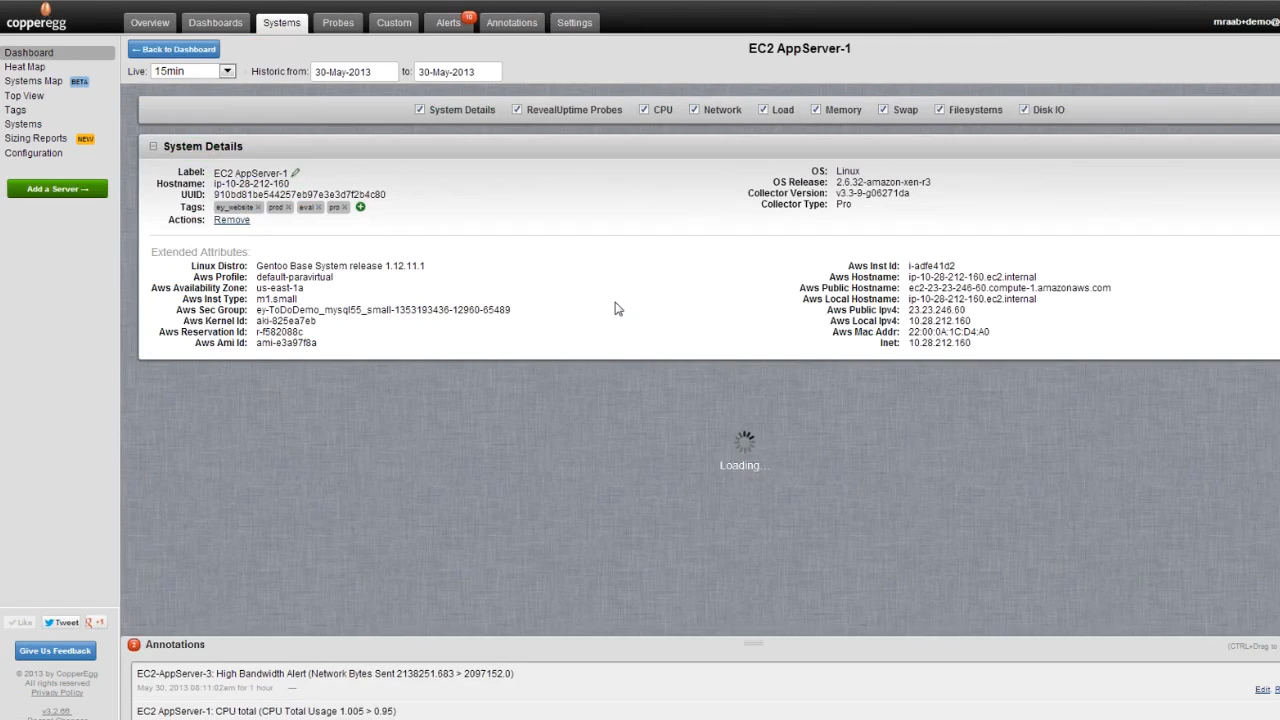 copperegg
Overview
Dashboards
Systems
Probes
Custom
Alerts
10
Annotations
Settings
mraab+demo@
Dashboard
Heat Map
Systems Map BETA
Top View
Tags
Systems
Sizing Reports NEW
Configuration
Add a Server →
← Back to Dashboard
EC2 AppServer-1
Live: 15min Historic from: 30-May-2013 to: 30-May-2013
System Details RevealUptime Probes CPU Network Load Memory Swap Filesystems Disk IO
System Details
Label: EC2 AppServer-1
Hostname: ip-10-28-212-160
UUID: 910bd81be544257eb97e3e3d7f2b4c80
Tags: ey_website prod eval pro
Actions: Remove
OS: Linux
OS Release: 2.6.32-amazon-xen-r3
Collector Version: v3.3-9-g06271da
Collector Type: Pro
Extended Attributes:
Linux Distro: Gentoo Base System release 1.12.11.1
Aws Profile: default-paravirtual
Aws Availability Zone: us-east-1a
Aws Inst Type: m1.small
Aws Sec Group: ey-ToDoDemo_mysql55_small-1353193436-12960-65489
Aws Kernel Id: aki-825ea7eb
Aws Reservation Id: r-f582088c
Aws Ami Id: ami-e3a97f8a
Aws Inst Id: i-adfe41d2
Aws Hostname: ip-10-28-212-160.ec2.internal
Aws Public Hostname: ec2-23-23-246-60.compute-1.amazonaws.com
Aws Local Hostname: ip-10-28-212-160.ec2.internal
Aws Public Ipv4: 23.23.246.60
Aws Local Ipv4: 10.28.212.160
Aws Mac Addr: 22:00:0A:1C:D4:A0
Inet: 10.28.212.160
Loading...
Like
Tweet
+1
Give Us Feedback
© 2013 by CopperEgg
All rights reserved
Privacy Policy
v3.2.66
2 Annotations
(CTRL+Drag to
EC2-AppServer-3: High Bandwidth Alert (Network Bytes Sent 2138251.683 > 2097152.0)
May 30, 2013 08:11:02am for 1 hour —
Edit
EC2 AppServer-1: CPU total (CPU Total Usage 1.005 > 0.95)